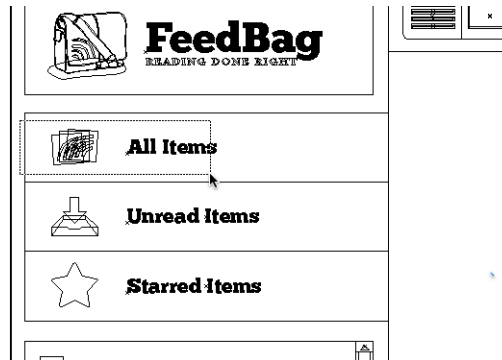 FeedBag
READING DONE RIGHT
All Items
Unread Items
Starred Items